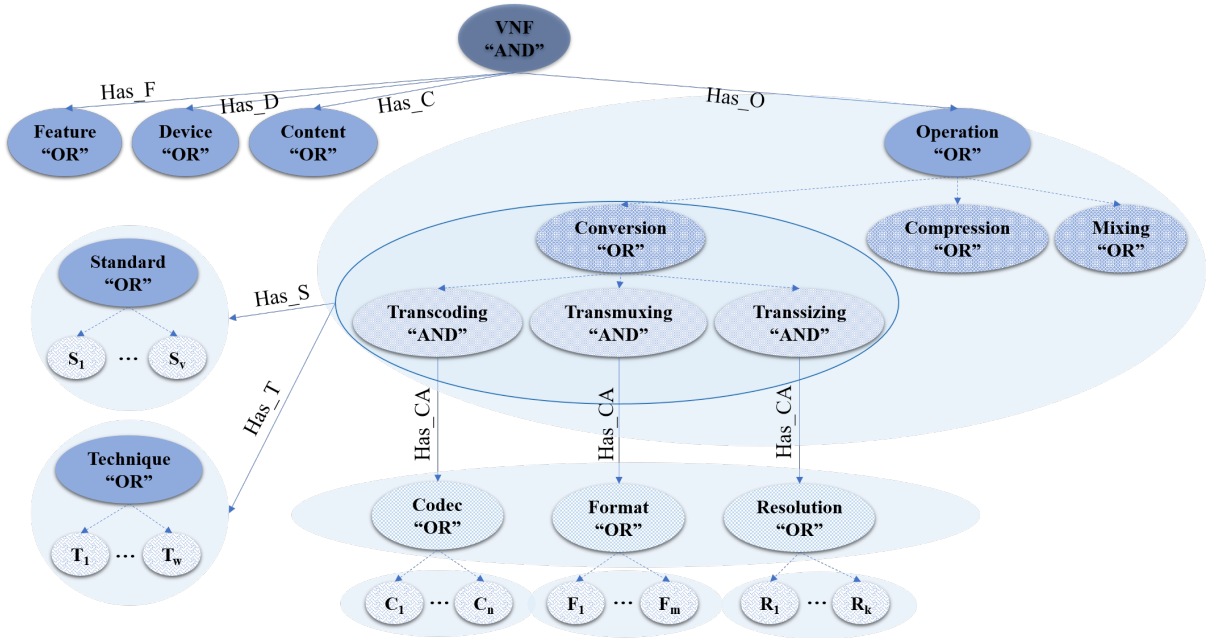 VNF
“AND”
Has_F
Has_D
Has_C
Has_O
Feature
“OR”
Device
“OR”
Content
“OR”
Operation
“OR”
Conversion
“OR”
Compression
“OR”
Mixing
“OR”
Standard
“OR”
Has_S
S1
...
Sv
Transcoding
“AND”
Transmuxing
“AND”
Transsizing
“AND”
Has_T
Has_CA
Has_CA
Has_CA
Technique
“OR”
T1
...
Tw
Codec
“OR”
Format
“OR”
Resolution
“OR”
C1
...
Cn
F1
...
Fm
R1
...
Rk